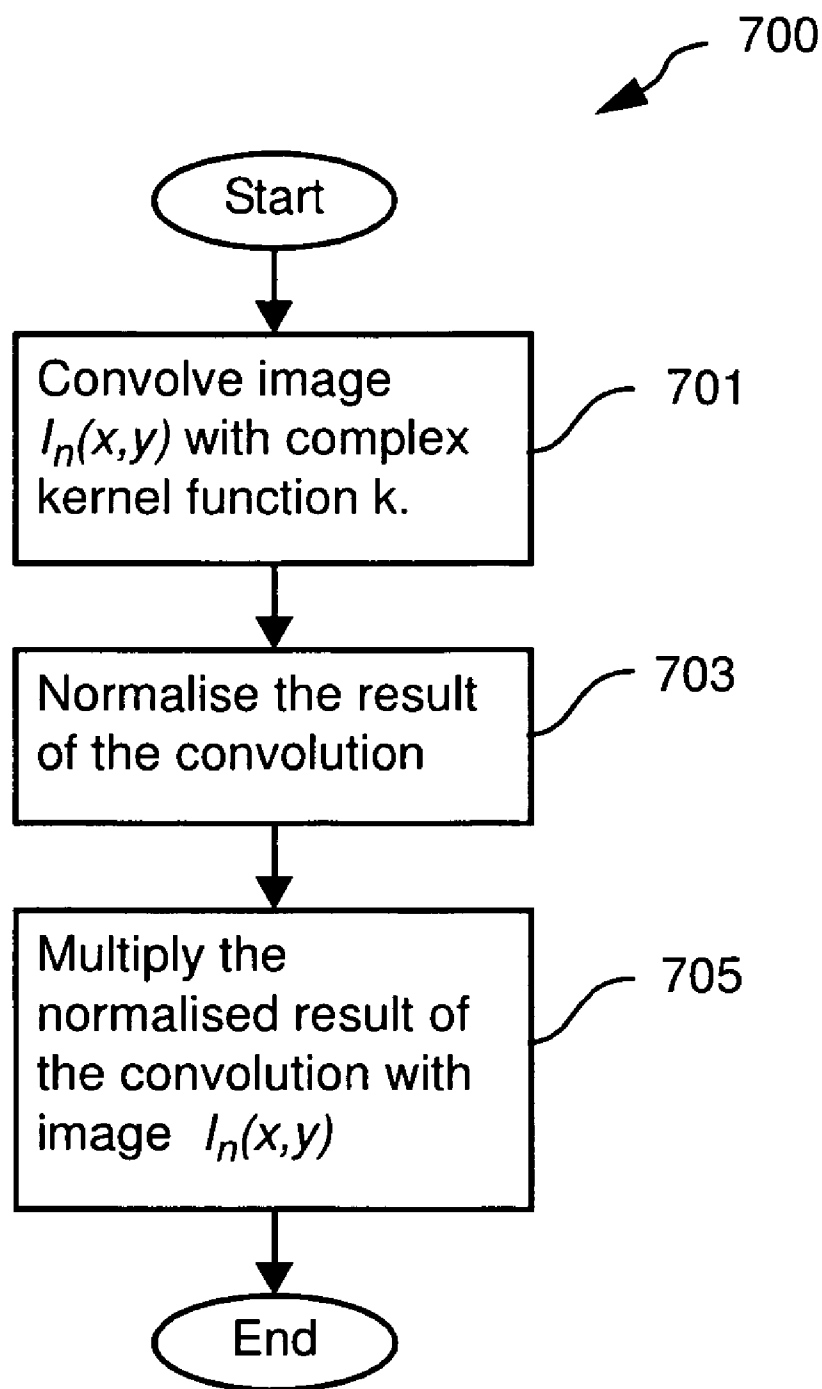 700
Start
Convolve image
In(x,y) with complex
kernel function k.
701
Normalise the result
of the convolution
703
Multiply the
normalised result of
the convolution with
image In(x,y)
705
End